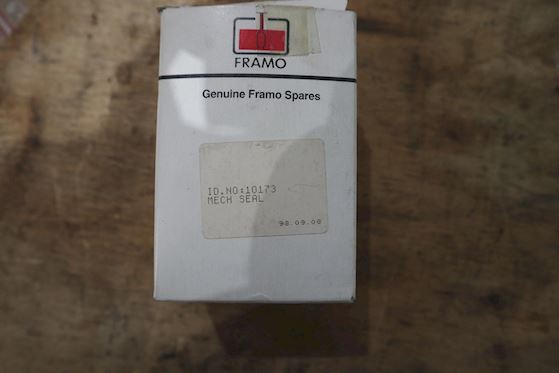 FRAMO
Genuine Framo Spares
ID.NO:10173
MECH SEAL
98.09.08